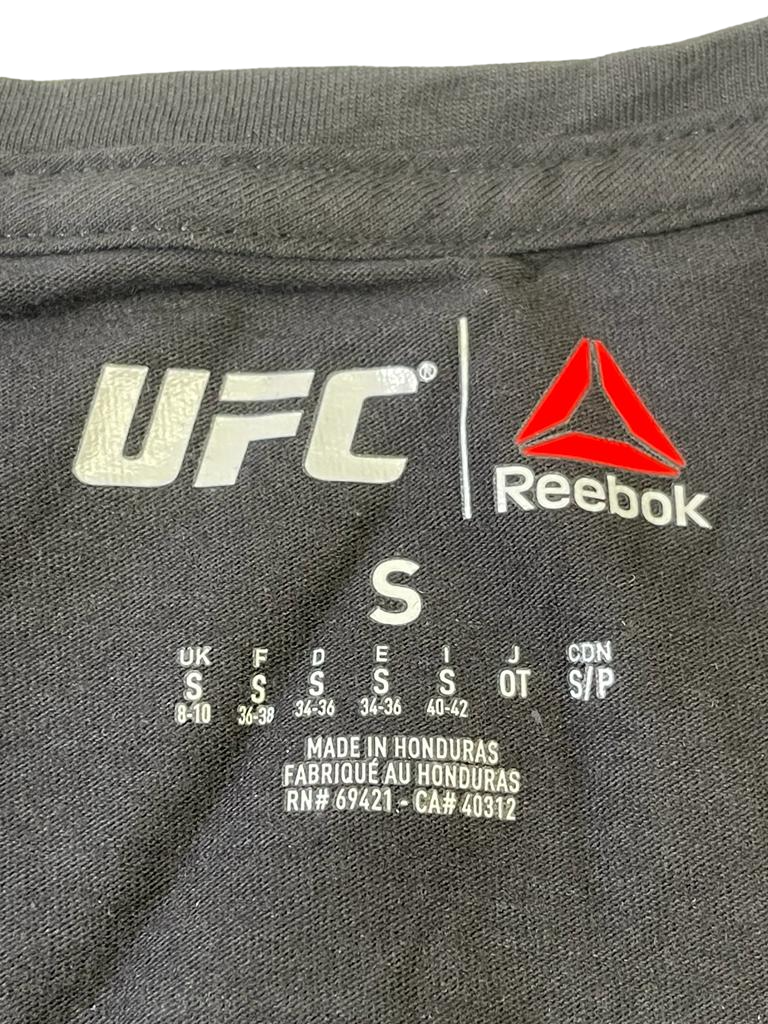 UFC® | Reebok
S
UK F D E I J CDN
S S S S S OT S/P
8-10 36-38 34-36 34-36 40-42
MADE IN HONDURAS
FABRIQUÉ AU HONDURAS
RN# 69421 - CA# 40312